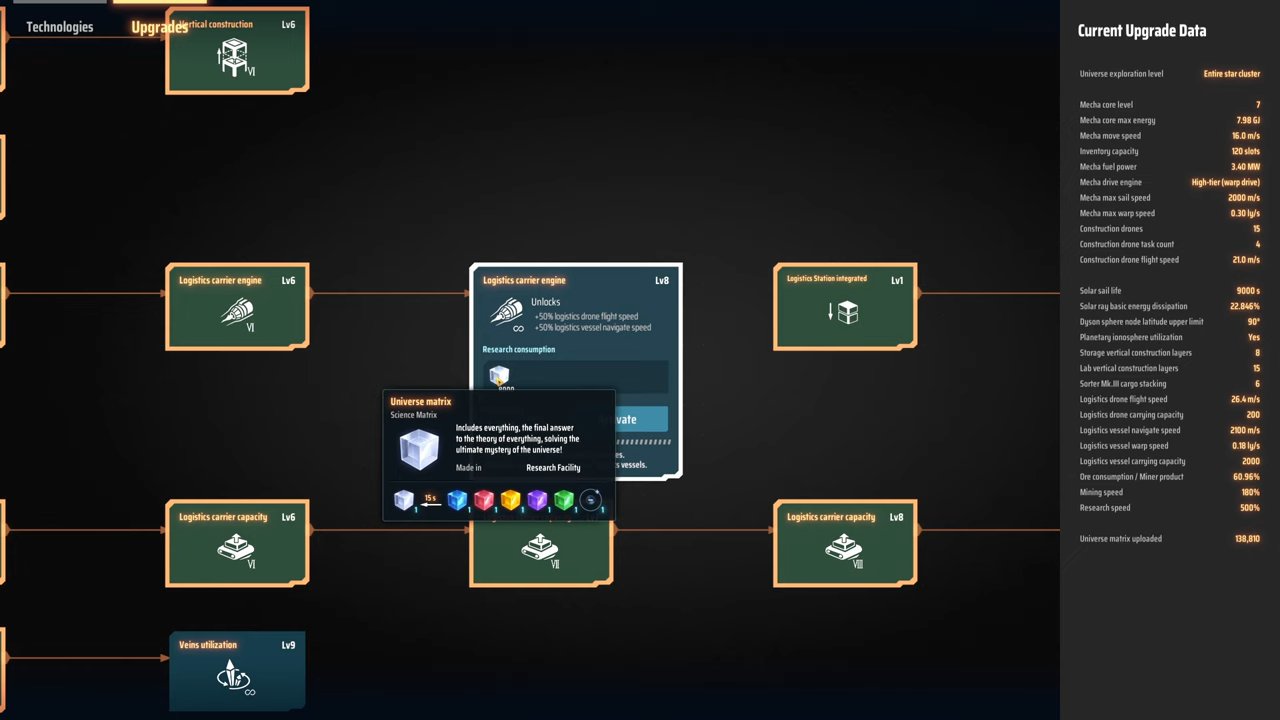 Technologies
Upgrades
Vertical construction Lv6
VI
Logistics carrier engine Lv6
VI
Logistics carrier engine Lv8
Unlocks
+50% logistics drone flight speed
+50% logistics vessel navigate speed
Research consumption
8000
Logistics Station integrated Lv1
Universe matrix
Science Matrix
Includes everything, the final answer
to the theory of everything, solving the
ultimate mystery of the universe!
Made in Research Facility
1 15 s 1 1 1 1 1 1
vessels.
Logistics carrier capacity Lv6
VI
VII
Logistics carrier capacity Lv8
VIII
Veins utilization Lv9
∞
Current Upgrade Data
Universe exploration level Entire star cluster
Mecha core level 7
Mecha core max energy 7.98 GJ
Mecha move speed 16.0 m/s
Inventory capacity 120 slots
Mecha fuel power 3.40 MW
Mecha drive engine High-tier (warp drive)
Mecha max sail speed 2000 m/s
Mecha max warp speed 0.30 ly/s
Construction drones 15
Construction drone task count 4
Construction drone flight speed 21.0 m/s
Solar sail life 9000 s
Solar ray basic energy dissipation 22.846%
Dyson sphere node latitude upper limit 90°
Planetary ionosphere utilization Yes
Storage vertical construction layers 8
Lab vertical construction layers 15
Sorter Mk.III cargo stacking 6
Logistics drone flight speed 26.4 m/s
Logistics drone carrying capacity 200
Logistics vessel navigate speed 2100 m/s
Logistics vessel warp speed 0.18 ly/s
Logistics vessel carrying capacity 2000
Ore consumption / Miner product 60.96%
Mining speed 180%
Research speed 500%
Universe matrix uploaded 138,810